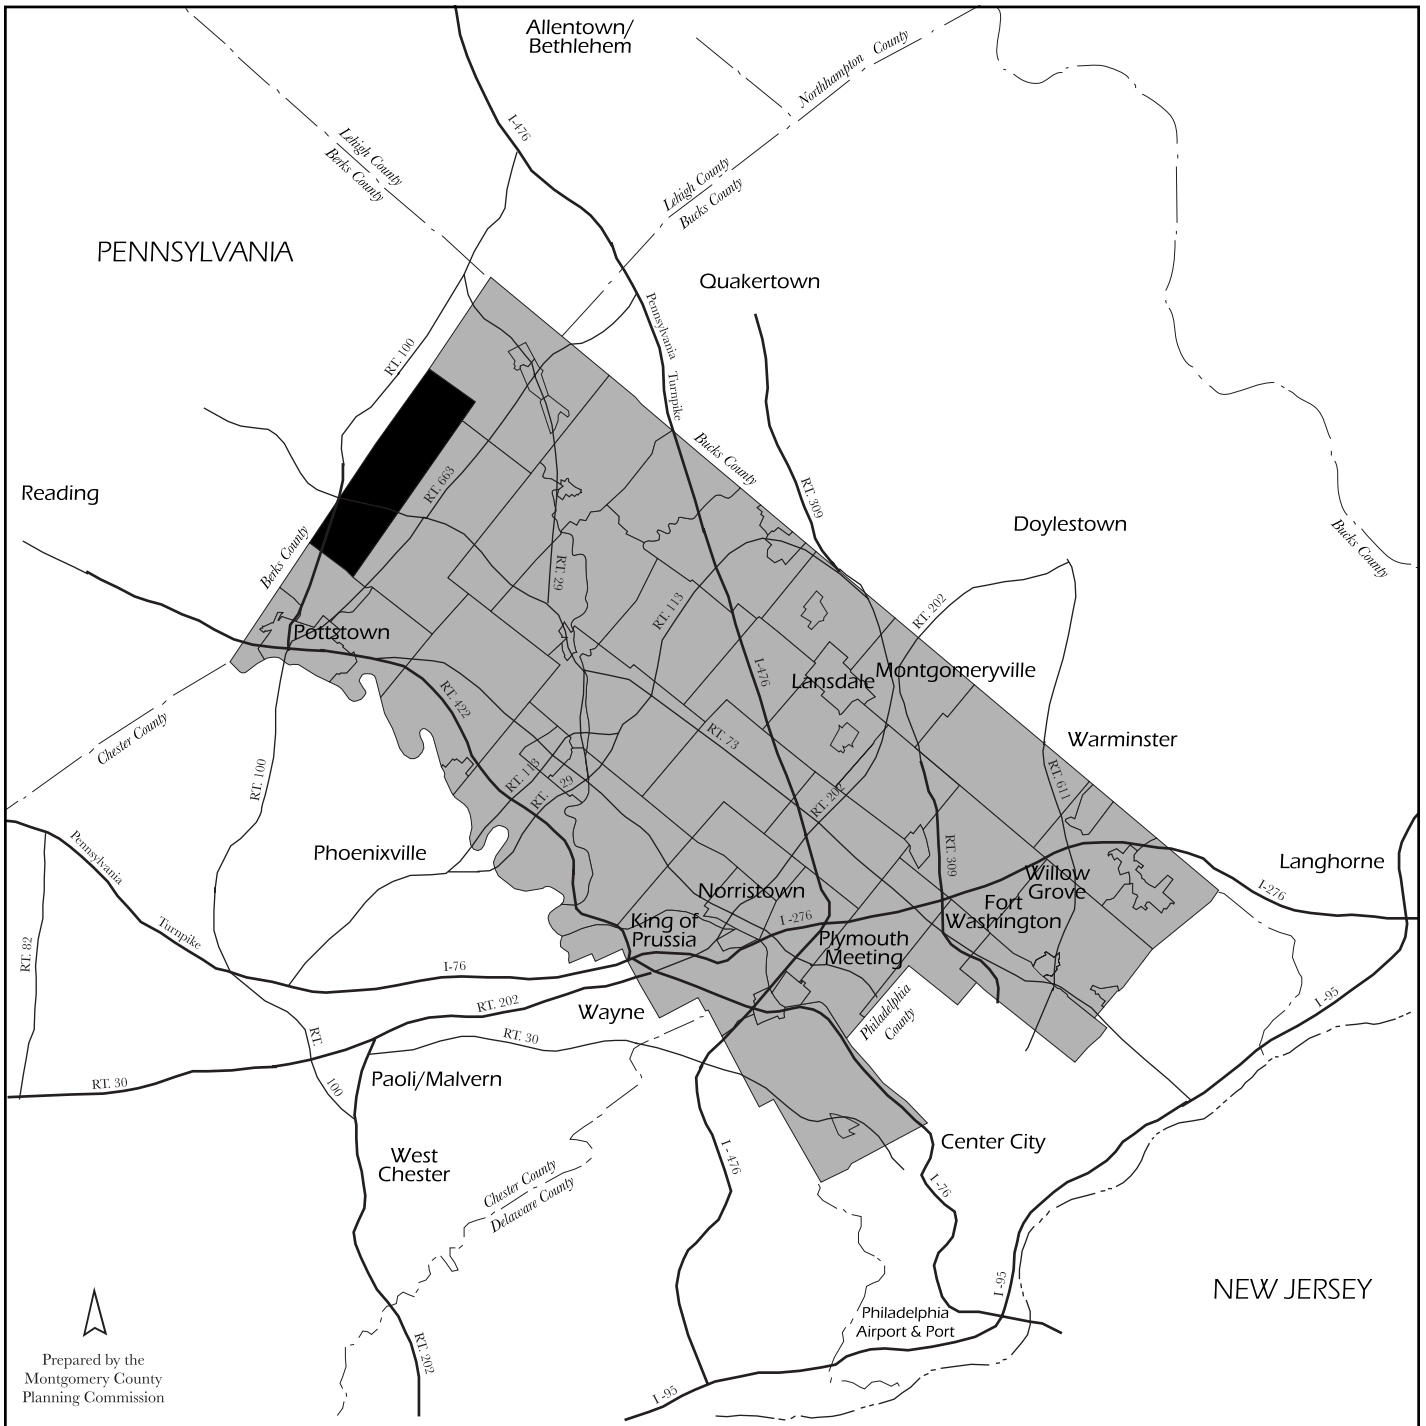 Allentown/
Bethlehem
Northhampton County
I-476
Lehigh County
Berks County
Lehigh County
Bucks County
PENNSYLVANIA
Quakertown
Pennsylvania Turnpike
RT. 100
Bucks County
RT. 663
Reading
RT. 309
Doylestown
Bucks County
Berks County
RT. 29
RT. 113
RT. 202
Pottstown
I-476
Lansdale
Montgomeryville
RT. 422
Chester County
RT. 73
Warminster
RT. 100
RT. 113
RT. 29
RT. 611
RT. 202
Pennsylvania
Turnpike
Phoenixville
RT. 309
Langhorne
Willow
Grove
I-276
Norristown
Fort
Washington
King of
Prussia
I -276
Plymouth
Meeting
RT. 82
I-76
RT. 202
Wayne
Philadelphia
County
I -95
RT. 100
RT. 30
RT. 30
Paoli/Malvern
Center City
West
Chester
I - 476
I -76
Chester County
Delaware County
NEW JERSEY
I -95
Philadelphia
Airport & Port
RT. 202
Prepared by the
Montgomery County
Planning Commission
I -95